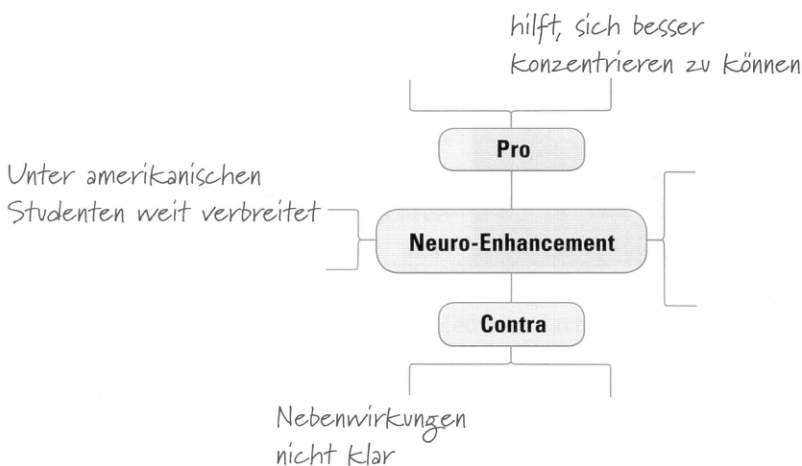 hilft, sich besser
konzentrieren zu können
Pro
Unter amerikanischen
Studenten weit verbreitet
Neuro-Enhancement
Contra
Nebenwirkungen
nicht klar